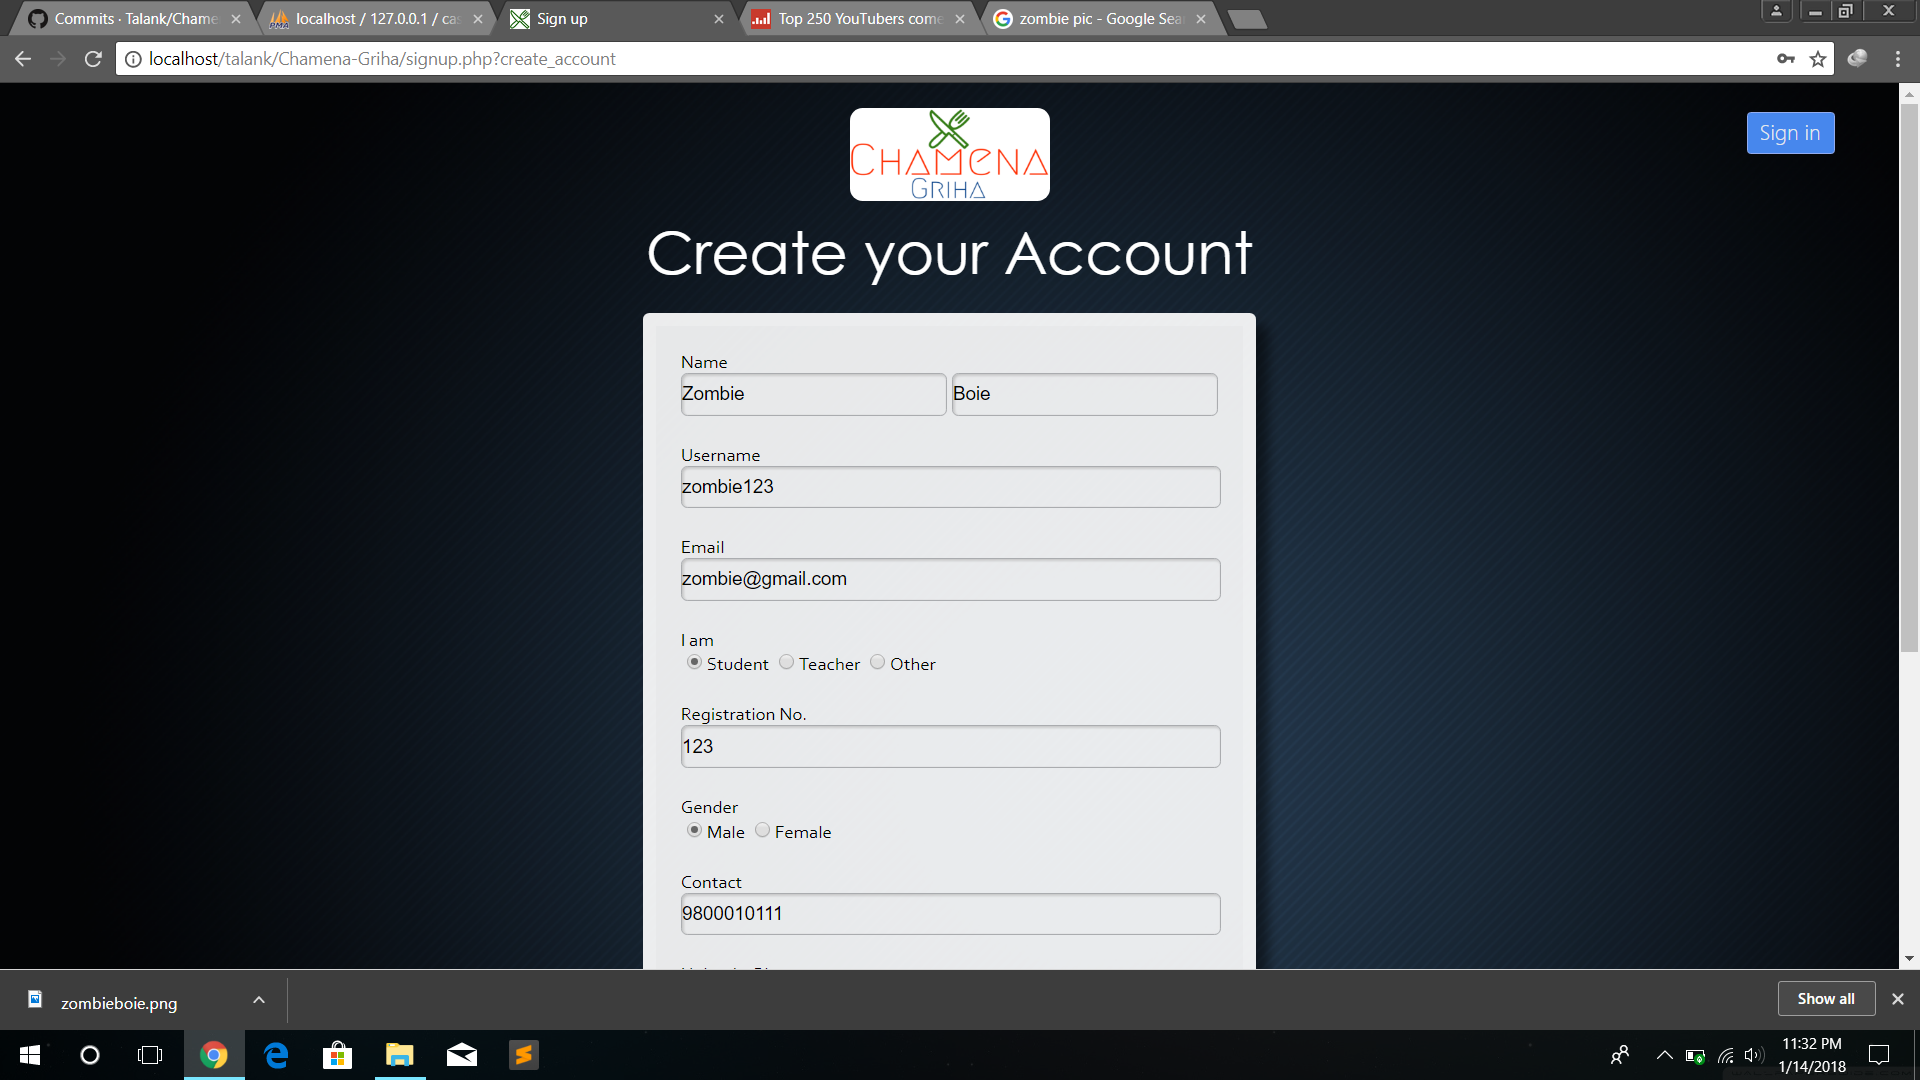 Commits · Talank/Chame
localhost / 127.0.0.1 / cas
Sign up
Top 250 YouTubers come
zombie pic - Google Sea
localhost/talank/Chamena-Griha/signup.php?create_account
CHAMENA
GRIHA
Sign in
Create your Account
Name
Zombie Boie
Username
zombie123
Email
zombie@gmail.com
I am
Student Teacher Other
Registration No.
123
Gender
Male Female
Contact
9800010111
zombieboie.png
Show all
11:32 PM
1/14/2018